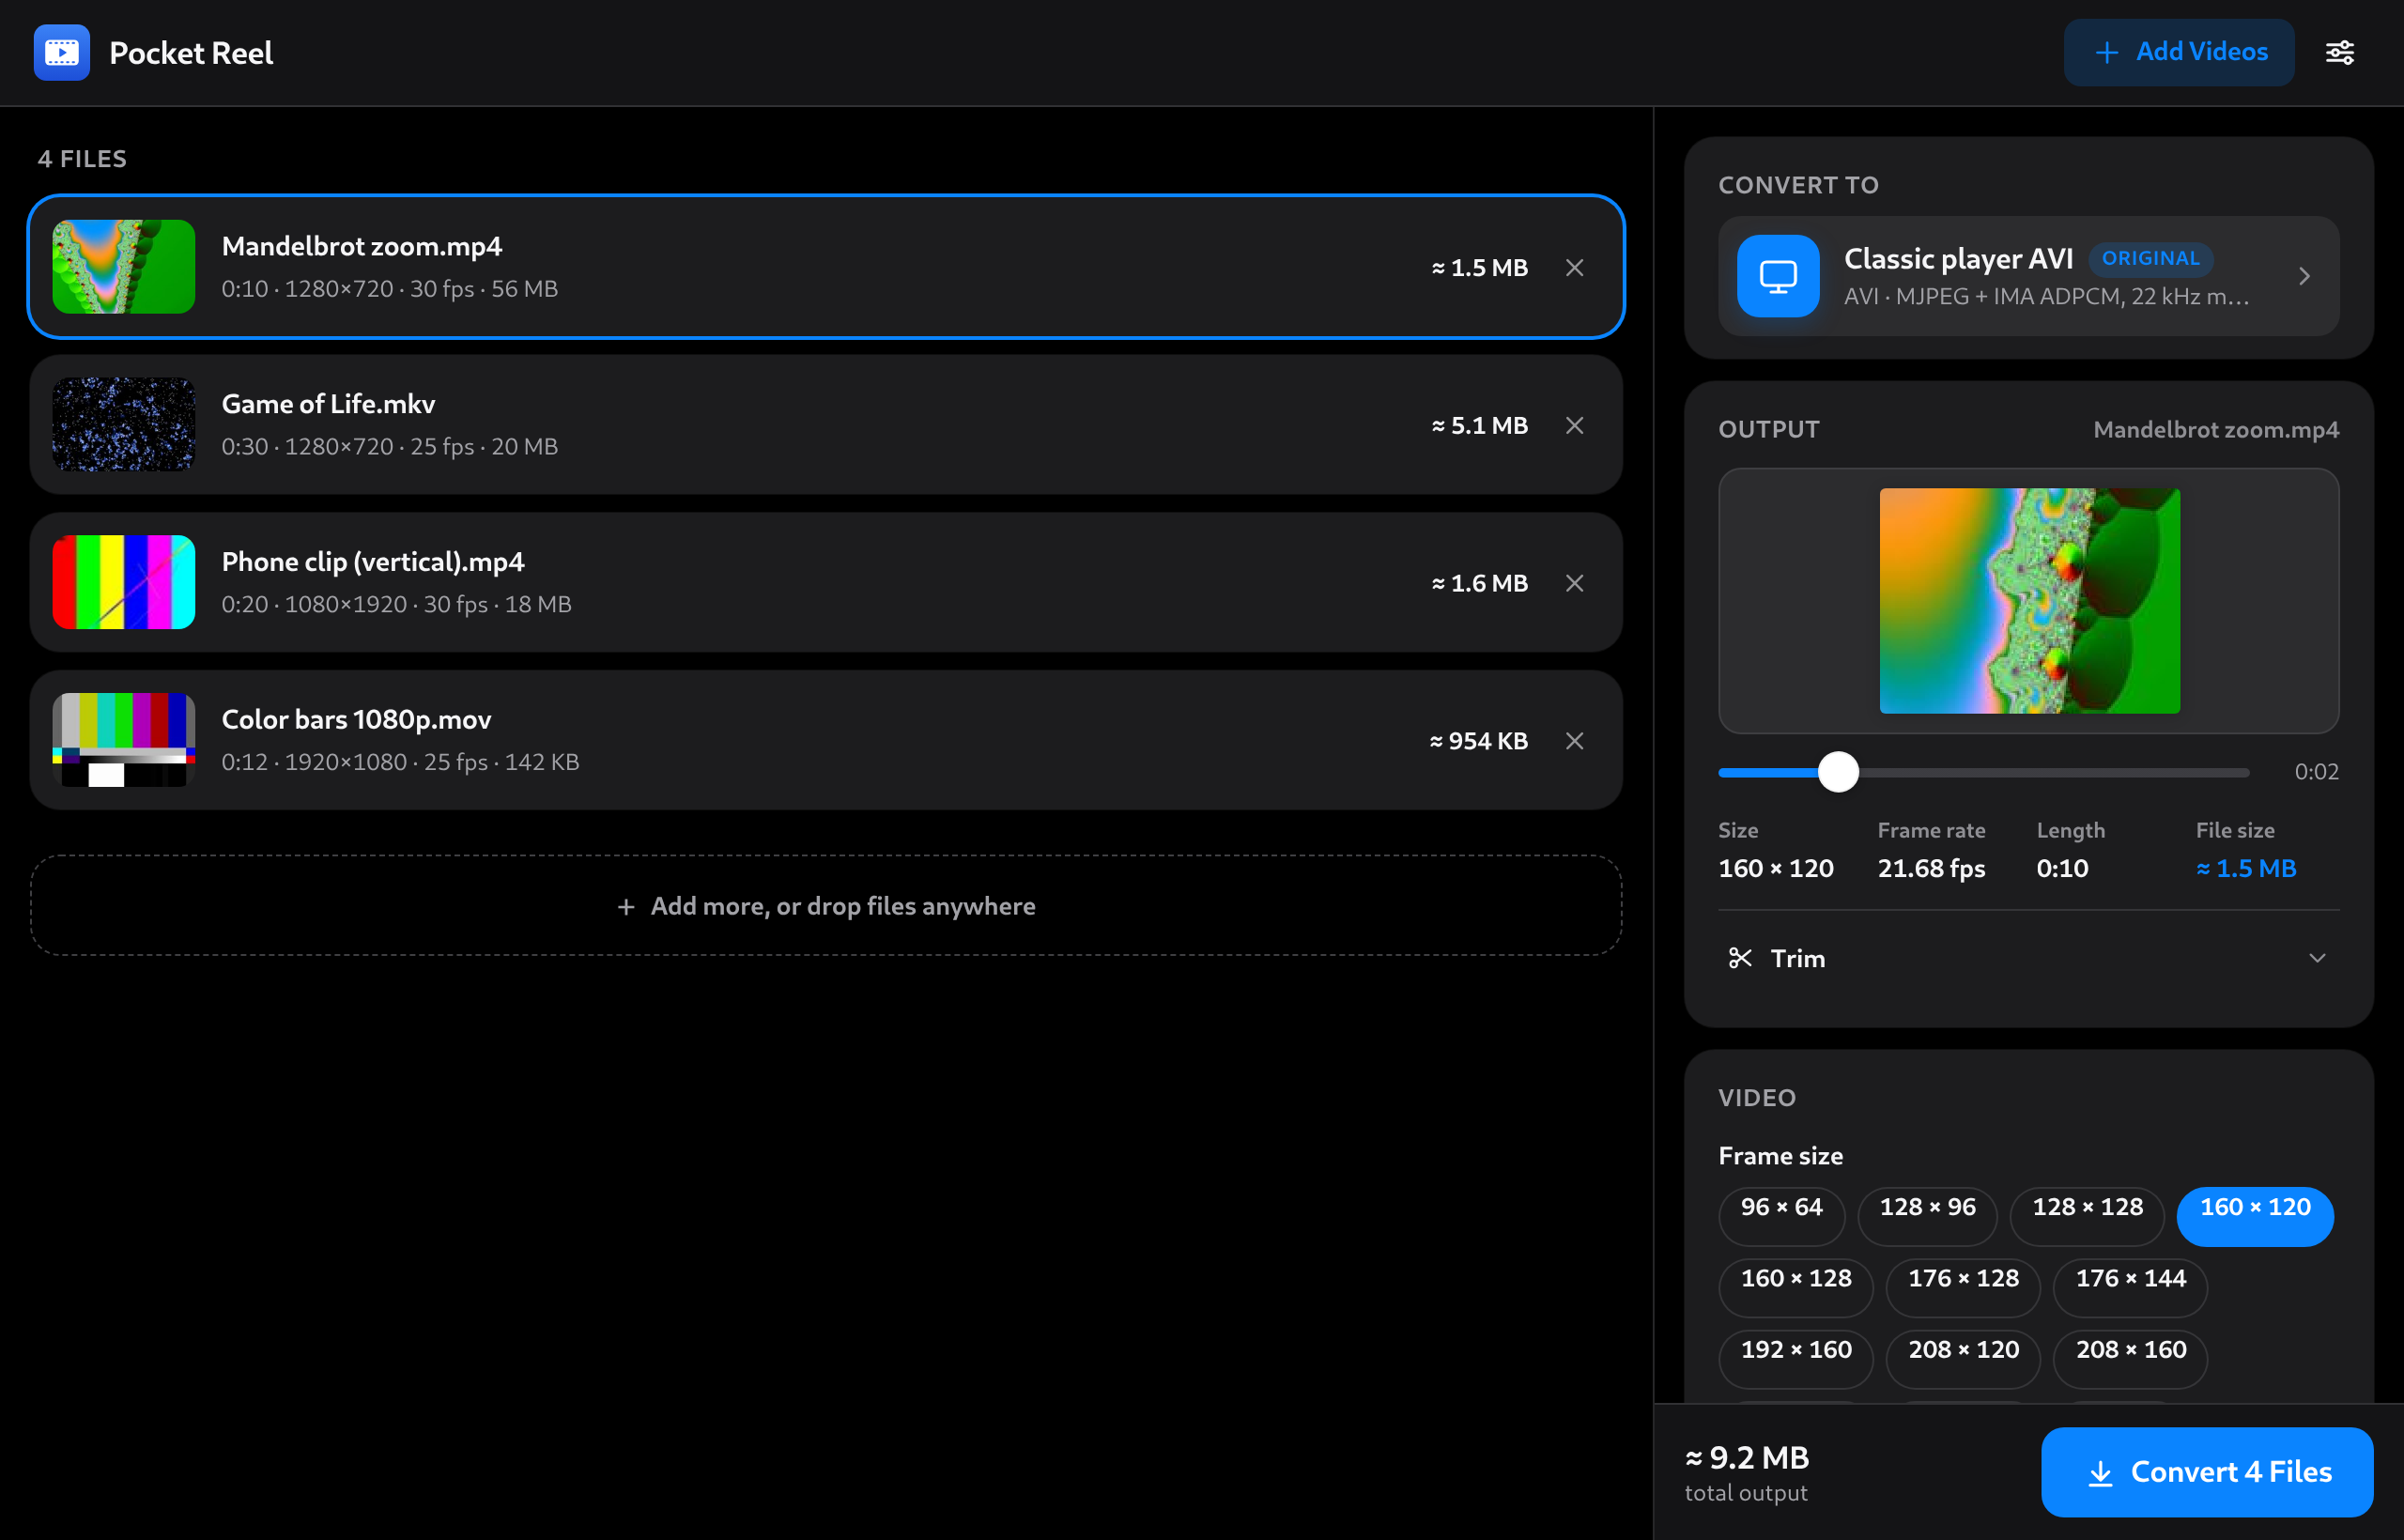 Pocket Reel
Add Videos
4 FILES
Mandelbrot zoom.mp4
0:10 · 1280×720 · 30 fps · 56 MB
≈ 1.5 MB
Game of Life.mkv
0:30 · 1280×720 · 25 fps · 20 MB
≈ 5.1 MB
Phone clip (vertical).mp4
0:20 · 1080×1920 · 30 fps · 18 MB
≈ 1.6 MB
Color bars 1080p.mov
0:12 · 1920×1080 · 25 fps · 142 KB
≈ 954 KB
+ Add more, or drop files anywhere
CONVERT TO
Classic player AVI ORIGINAL
AVI · MJPEG + IMA ADPCM, 22 kHz m…
OUTPUT Mandelbrot zoom.mp4
0:02
Size Frame rate Length File size
160 × 120 21.68 fps 0:10 ≈ 1.5 MB
Trim
VIDEO
Frame size
96 × 64 128 × 96 128 × 128 160 × 120
160 × 128 176 × 128 176 × 144
192 × 160 208 × 120 208 × 160
≈ 9.2 MB
total output
Convert 4 Files